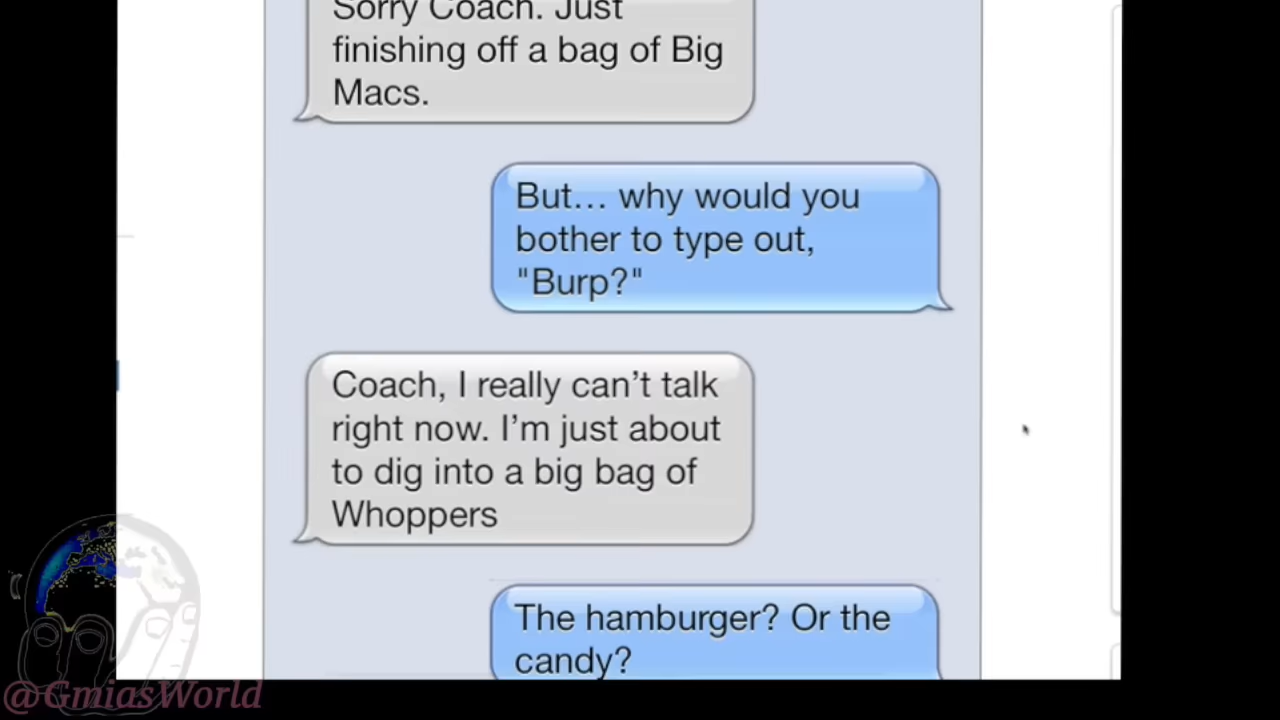 Sorry Coach. Just
finishing off a bag of Big
Macs.
But... why would you
bother to type out,
"Burp?"
Coach, I really can't talk
right now. I'm just about
to dig into a big bag of
Whoppers
The hamburger? Or the
candy?
@GmiasWorld